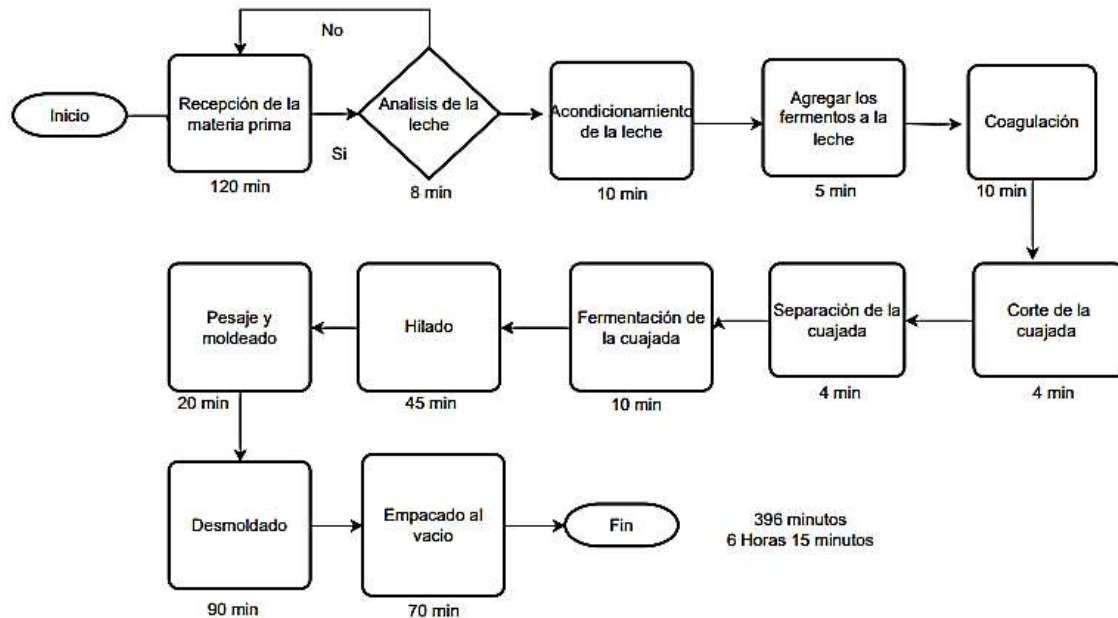 No
Inicio
Recepción de la
materia prima
120 min
Si
Analisis de la
leche
8 min
Acondicionamiento
de la leche
10 min
Agregar los
fermentos a la
leche
5 min
Coagulación
10 min
Pesaje y
moldeado
20 min
Hilado
45 min
Fermentación de
la cuajada
10 min
Separación de la
cuajada
4 min
Corte de la
cuajada
4 min
Desmoldado
90 min
Empacado al
vacio
70 min
Fin
396 minutos
6 Horas 15 minutos